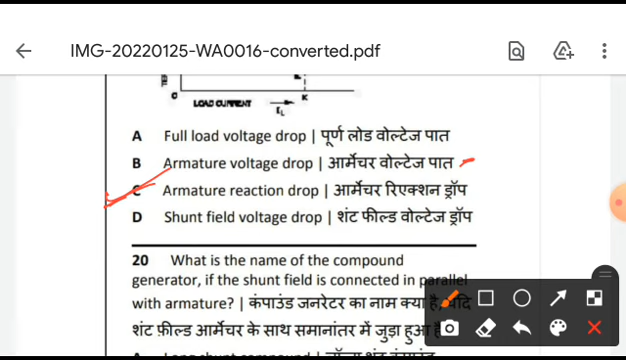 IMG-20220125-WA0016-converted.pdf
O
LOAD CURRENT
IL
K
A Full load voltage drop | पूर्ण लोड वोल्टेज पात
B Armature voltage drop | आर्मेचर वोल्टेज पात
C Armature reaction drop | आर्मेचर रिएक्शन ड्रॉप
D Shunt field voltage drop | शंट फील्ड वोल्टेज ड्रॉप
20 What is the name of the compound
generator, if the shunt field is connected in parallel
with armature? | कंपाउंड जनरेटर का नाम क्या है, यदि
शंट फ़ील्ड आर्मेचर के साथ समानांतर में जुड़ा हुआ